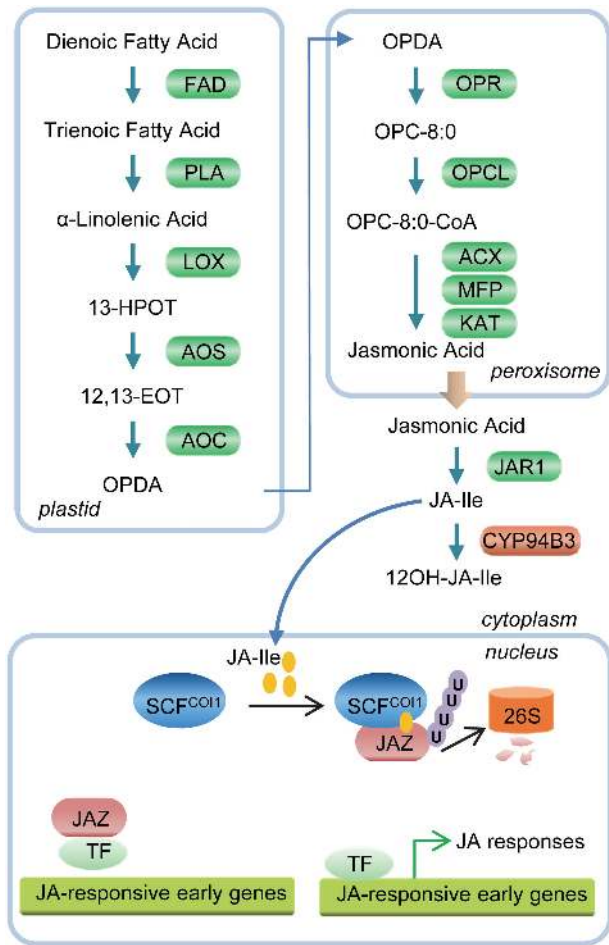 Dienoic Fatty Acid
FAD
Trienoic Fatty Acid
PLA
α-Linolenic Acid
LOX
13-HPOT
AOS
12,13-EOT
AOC
OPDA
plastid
OPDA
OPR
OPC-8:0
OPCL
OPC-8:0-CoA
ACX
MFP
KAT
Jasmonic Acid
peroxisome
Jasmonic Acid
JAR1
JA-Ile
CYP94B3
12OH-JA-Ile
cytoplasm
nucleus
JA-Ile
SCFCOI1
SCFCOI1
JAZ
U
U
U
U
26S
JAZ
TF
JA-responsive early genes
JA responses
TF
JA-responsive early genes